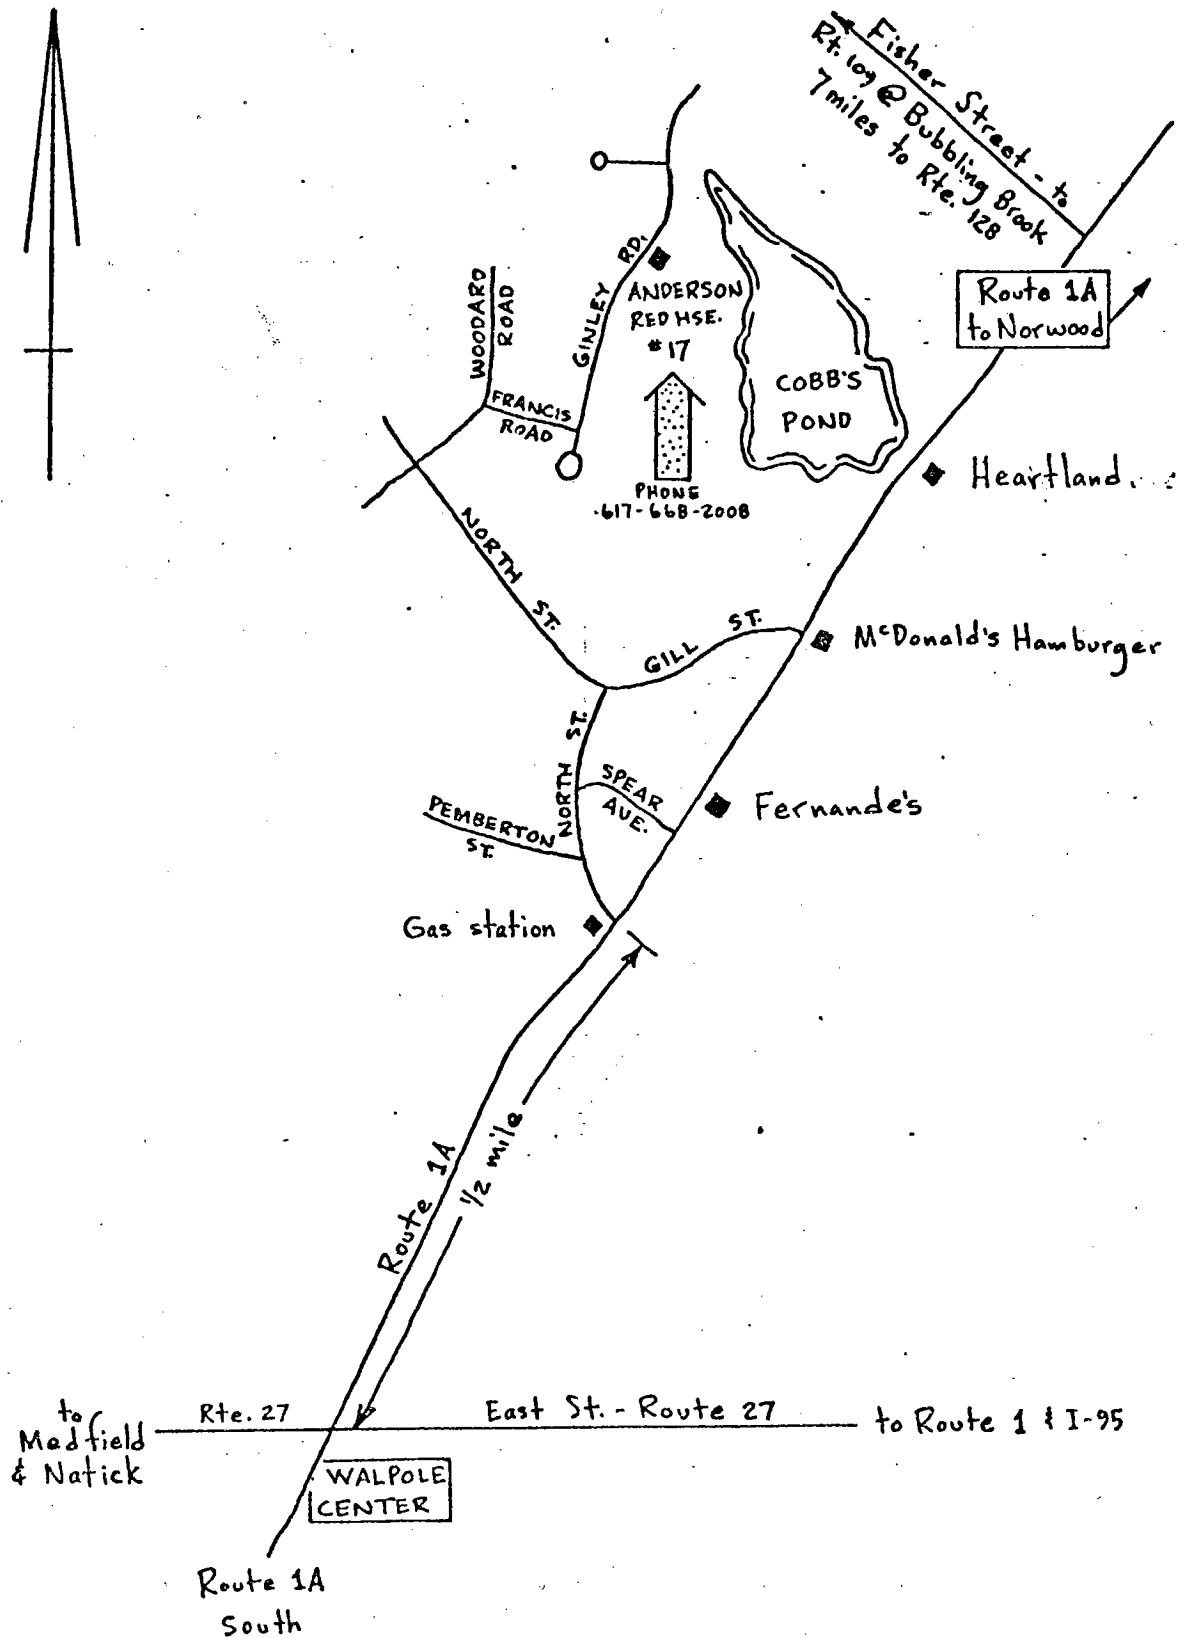 Fisher Street - to
Rt. 109 @ Bubbling Brook
7 miles to Rte. 128
Route 1A
to Norwood
WOODARD
ROAD
GINLEY RD.
ANDERSON
RED HSE.
#17
FRANCIS
ROAD
COBB'S
POND
PHONE
617-668-2008
Heartland.
NORTH ST.
GILL ST.
McDonald's Hamburger
NORTH ST.
SPEAR
AVE.
Fernande's
PEMBERTON
ST.
Gas station
1/2 mile
Route 1A
to
Medfield
& Natick
Rte. 27
East St. - Route 27
to Route 1 & I-95
WALPOLE
CENTER
Route 1A
South